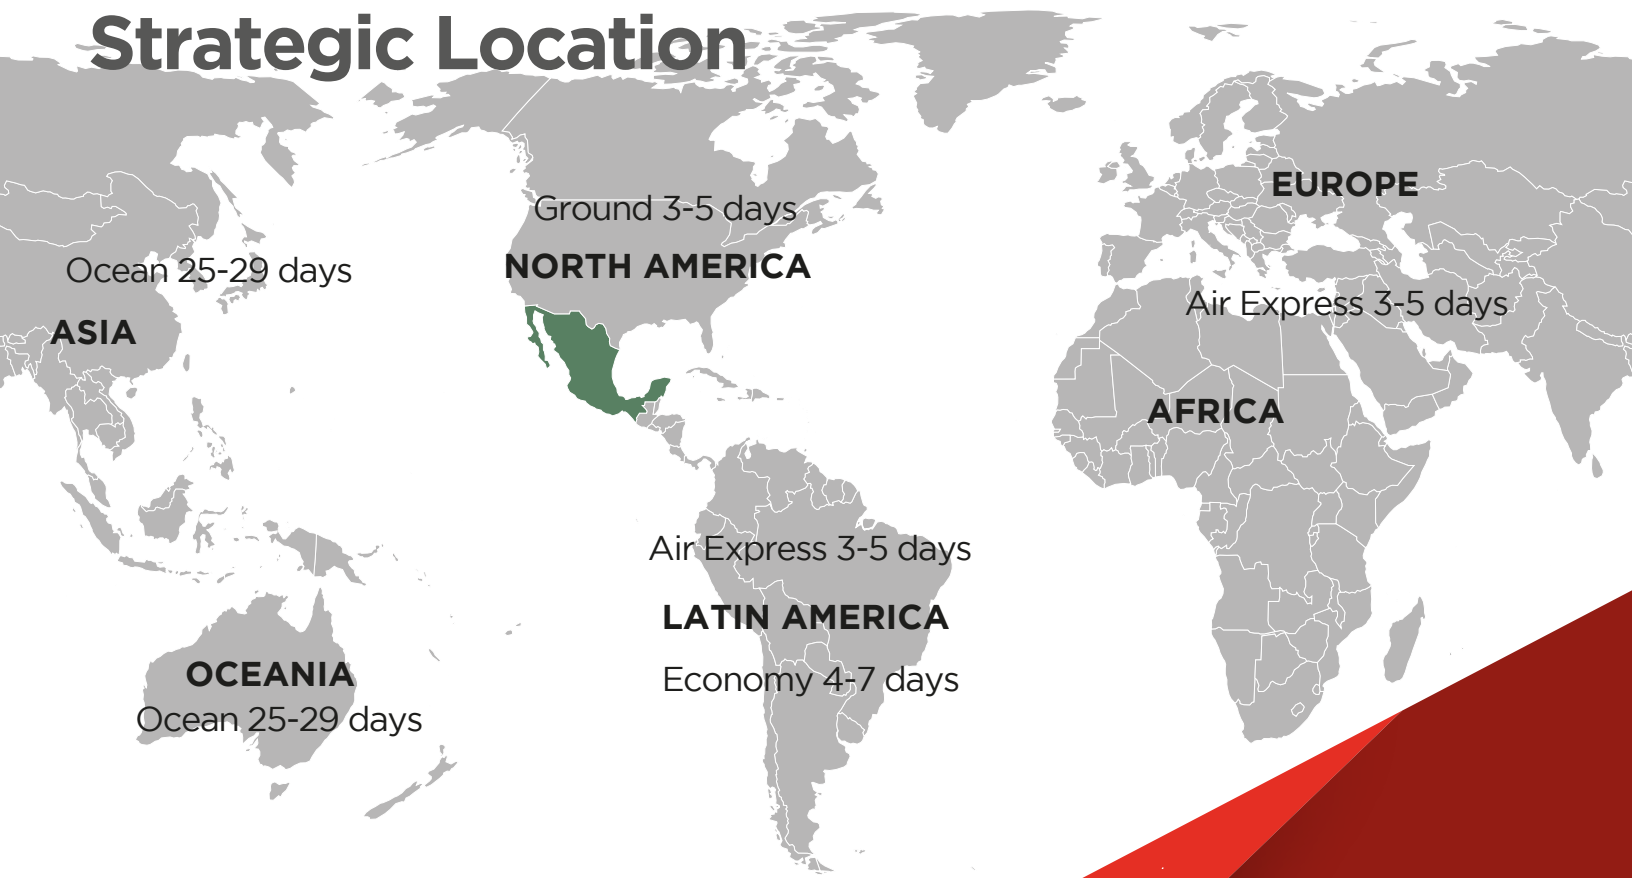 Strategic Location
Ground 3-5 days
NORTH AMERICA
Ocean 25-29 days
ASIA
EUROPE
Air Express 3-5 days
AFRICA
Air Express 3-5 days
LATIN AMERICA
Economy 4-7 days
OCEANIA
Ocean 25-29 days